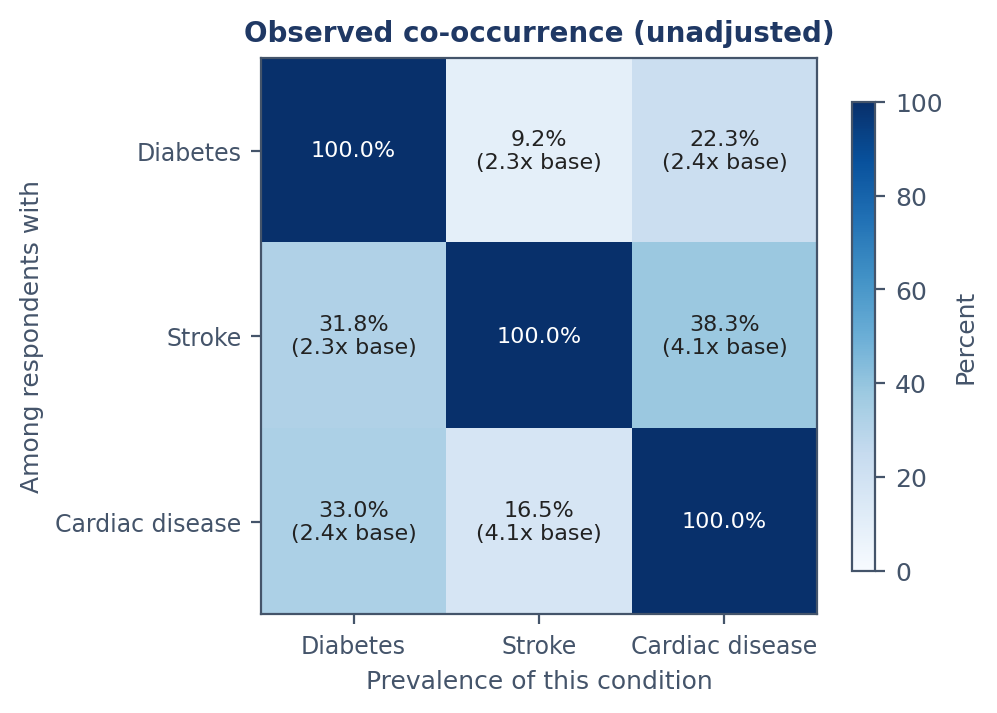 Observed co-occurrence (unadjusted)
Among respondents with
Diabetes
100.0%
9.2%
(2.3x base)
22.3%
(2.4x base)
Stroke
31.8%
(2.3x base)
100.0%
38.3%
(4.1x base)
Cardiac disease
33.0%
(2.4x base)
16.5%
(4.1x base)
100.0%
Diabetes
Stroke
Cardiac disease
Prevalence of this condition
100
80
60
40
20
0
Percent